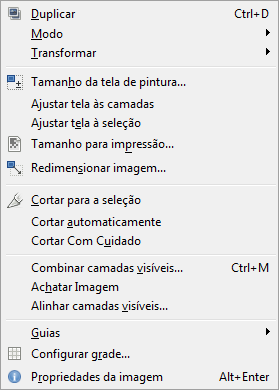 Duplicar Ctrl+D
Modo
Transformar
Tamanho da tela de pintura...
Ajustar tela às camadas
Ajustar tela à seleção
Tamanho para impressão...
Redimensionar imagem...
Cortar para a seleção
Cortar automaticamente
Cortar Com Cuidado
Combinar camadas visíveis... Ctrl+M
Achatar Imagem
Alinhar camadas visíveis...
Guias
Configurar grade...
Propriedades da imagem Alt+Enter